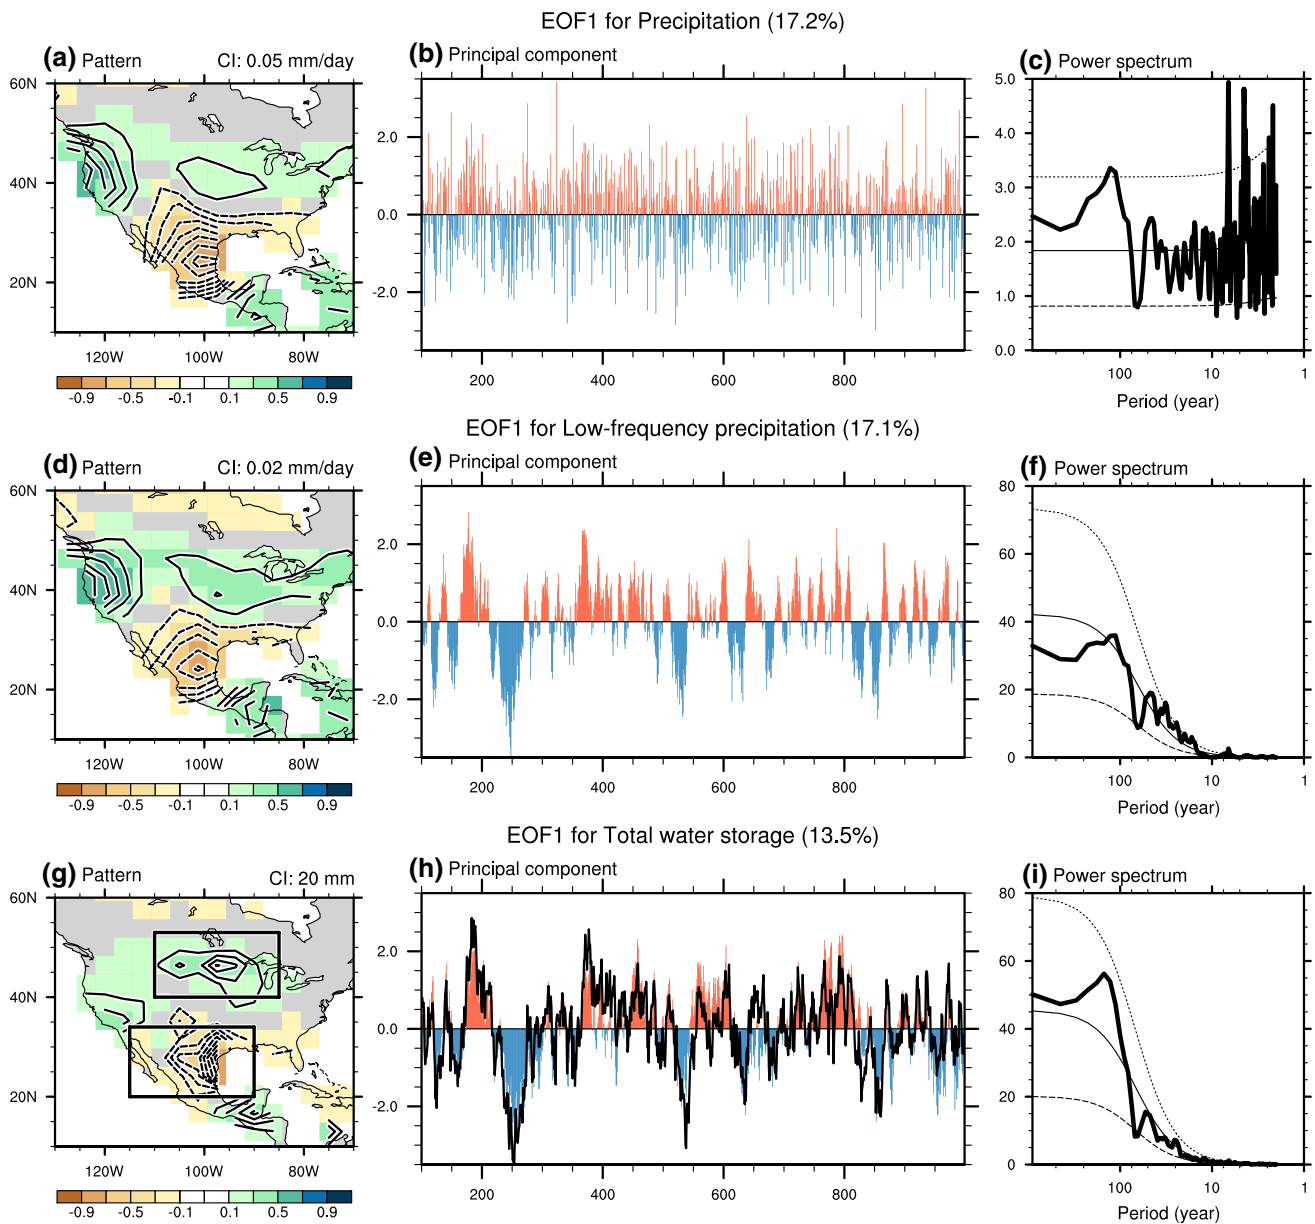 EOF1 for Precipitation (17.2%)
(a) Pattern CI: 0.05 mm/day
60N
40N
20N
120W 100W 80W
-0.9 -0.5 -0.1 0.1 0.5 0.9
(b) Principal component
2.0
0.0
-2.0
200 400 600 800
(c) Power spectrum
5.0
4.0
3.0
2.0
1.0
0.0
100 10 1
Period (year)
EOF1 for Low-frequency precipitation (17.1%)
(d) Pattern CI: 0.02 mm/day
60N
40N
20N
120W 100W 80W
-0.9 -0.5 -0.1 0.1 0.5 0.9
(e) Principal component
2.0
0.0
-2.0
200 400 600 800
(f) Power spectrum
80
60
40
20
0
100 10 1
Period (year)
EOF1 for Total water storage (13.5%)
(g) Pattern CI: 20 mm
60N
40N
20N
120W 100W 80W
-0.9 -0.5 -0.1 0.1 0.5 0.9
(h) Principal component
2.0
0.0
-2.0
200 400 600 800
(i) Power spectrum
80
60
40
20
0
100 10 1
Period (year)